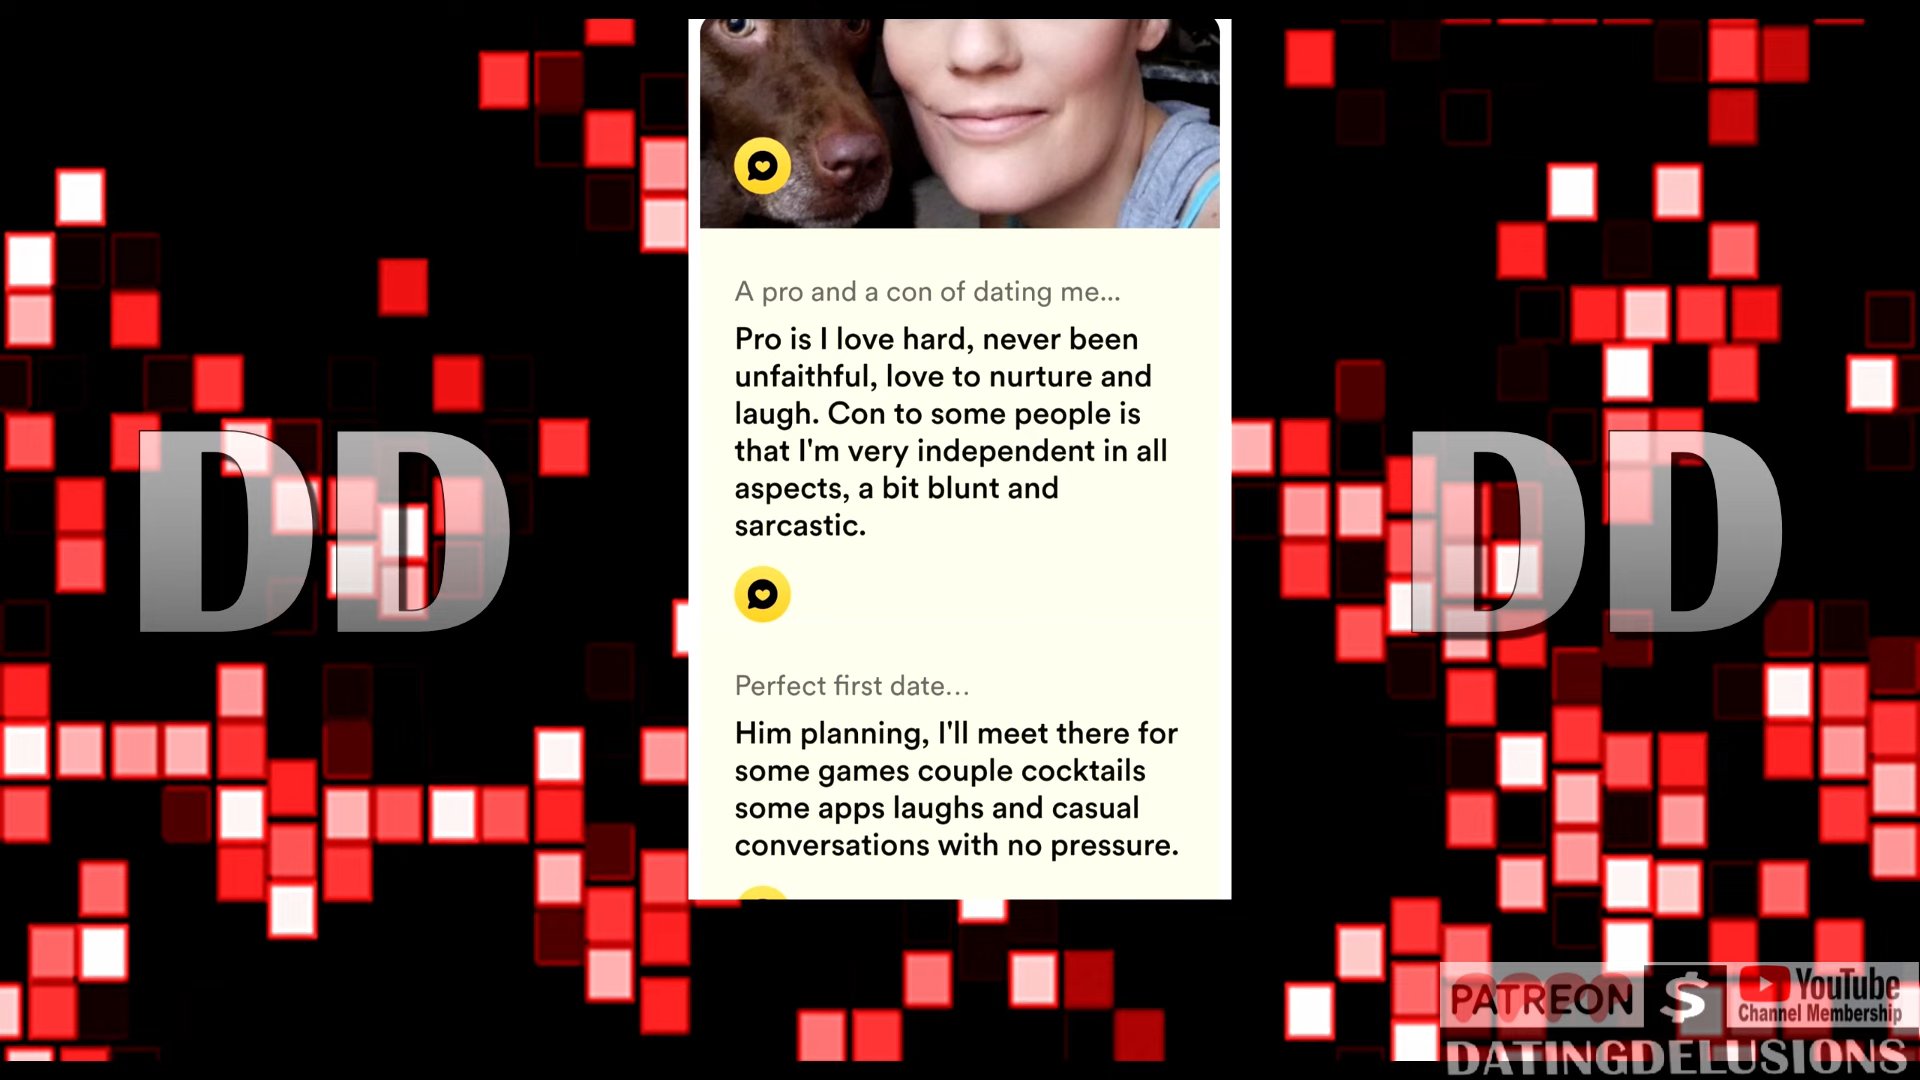 A pro and a con of dating me...
Pro is I love hard, never been
unfaithful, love to nurture and
laugh. Con to some people is
that I'm very independent in all
aspects, a bit blunt and
sarcastic.
Perfect first date...
Him planning, I'll meet there for
some games couple cocktails
some apps laughs and casual
conversations with no pressure.
DD
DD
PATREON
$
YouTube
Channel Membership
DATINGDELUSIONS